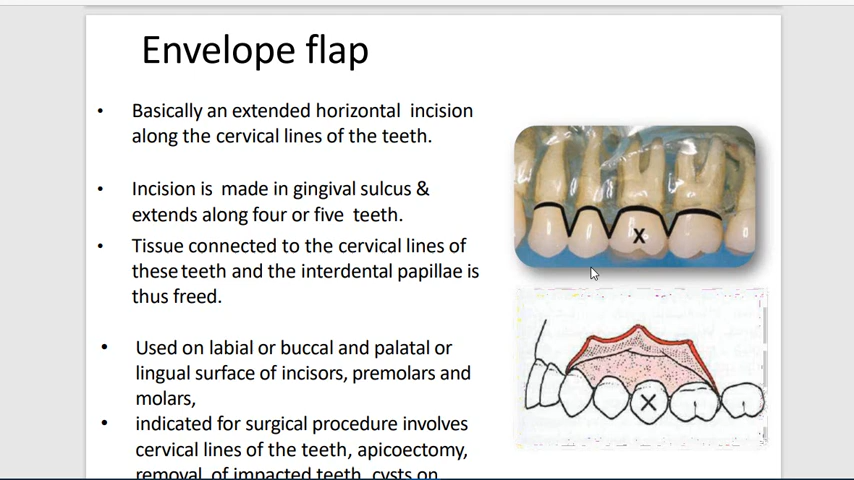 Envelope flap
• Basically an extended horizontal incision
along the cervical lines of the teeth.
• Incision is made in gingival sulcus &
extends along four or five teeth.
• Tissue connected to the cervical lines of
these teeth and the interdental papillae is
thus freed.
• Used on labial or buccal and palatal or
lingual surface of incisors, premolars and
molars,
• indicated for surgical procedure involves
cervical lines of the teeth, apicoectomy,
removal of impacted teeth, cysts on
X
X